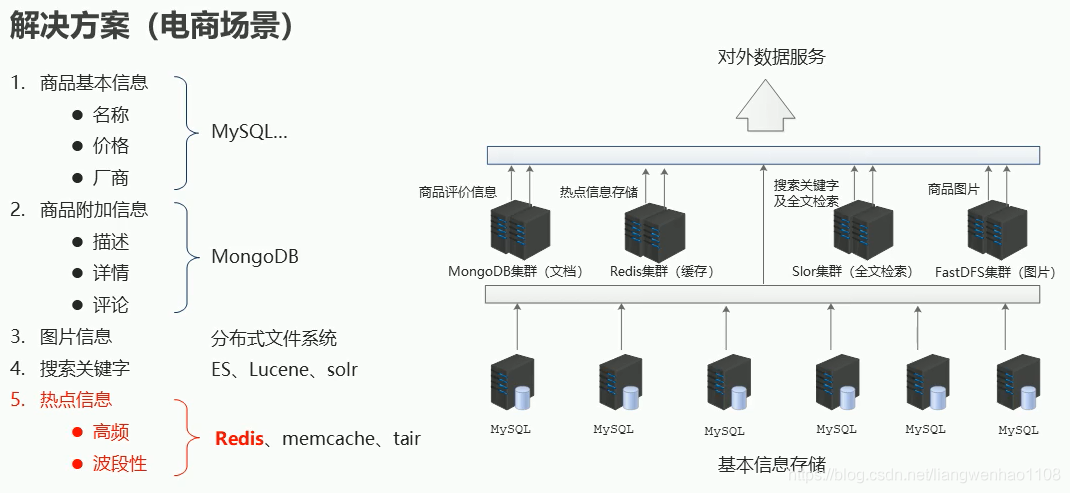 解决方案（电商场景）
1. 商品基本信息
● 名称
● 价格
● 厂商
MySQL...
2. 商品附加信息
● 描述
● 详情
● 评论
MongoDB
3. 图片信息 分布式文件系统
4. 搜索关键字 ES、Lucene、solr
5. 热点信息
● 高频
● 波段性
Redis、memcache、tair
对外数据服务
商品评价信息
热点信息存储
搜索关键字
及全文检索
商品图片
MongoDB集群（文档）
Redis集群（缓存）
Slor集群（全文检索）
FastDFS集群（图片）
MySQL
MySQL
MySQL
MySQL
MySQL
MySQL
基本信息存储
https://blog.csdn.net/liangwenhao1108